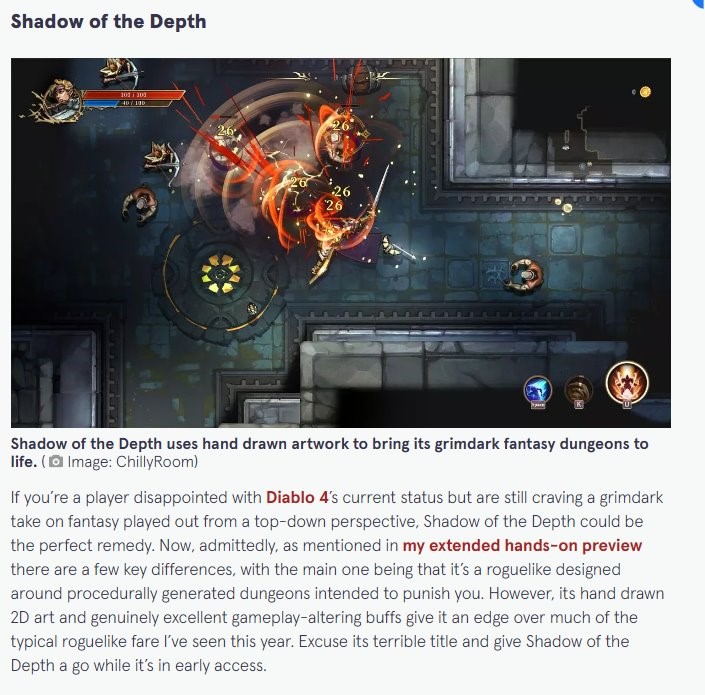 Shadow of the Depth
100 / 100
40 / 100
26
26
26
26
26
0
Space
K
U
Shadow of the Depth uses hand drawn artwork to bring its grimdark fantasy dungeons to
life. ( Image: ChillyRoom)
If you're a player disappointed with Diablo 4's current status but are still craving a grimdark
take on fantasy played out from a top-down perspective, Shadow of the Depth could be
the perfect remedy. Now, admittedly, as mentioned in my extended hands-on preview
there are a few key differences, with the main one being that it's a roguelike designed
around procedurally generated dungeons intended to punish you. However, its hand drawn
2D art and genuinely excellent gameplay-altering buffs give it an edge over much of the
typical roguelike fare I've seen this year. Excuse its terrible title and give Shadow of the
Depth a go while it's in early access.